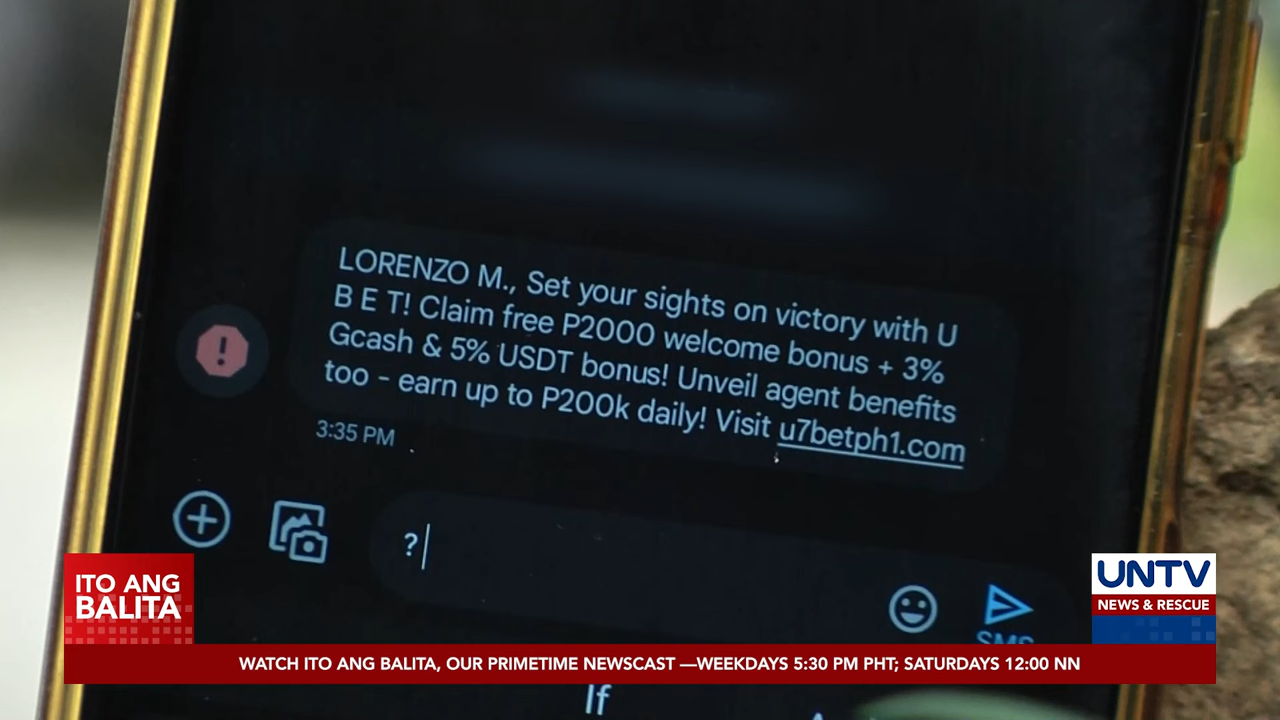 LORENZO M., Set your sights on victory with U
B E T! Claim free P2000 welcome bonus + 3%
Gcash & 5% USDT bonus! Unveil agent benefits
too - earn up to P200k daily! Visit u7betph1.com
3:35 PM
?
SMS
ITO ANG
BALITA
UNTV
NEWS & RESCUE
WATCH ITO ANG BALITA, OUR PRIMETIME NEWSCAST —WEEKDAYS 5:30 PM PHT; SATURDAYS 12:00 NN
If